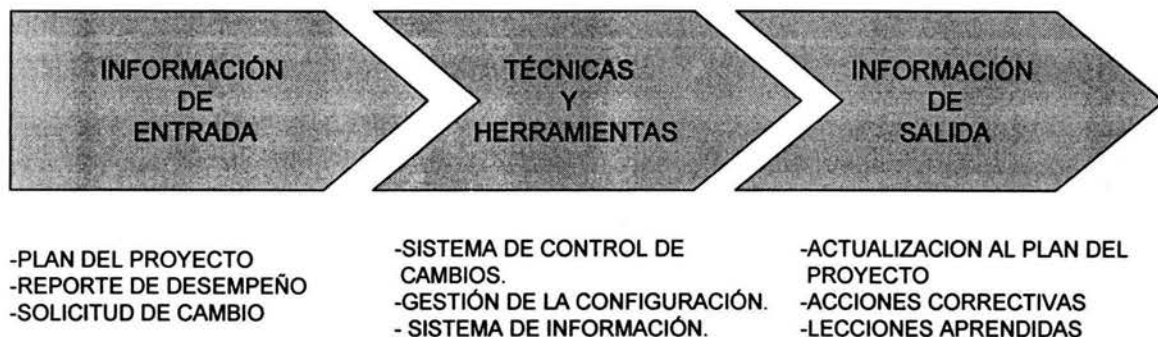 INFORMACIÓN
DE
ENTRADA
TÉCNICAS
Y
HERRAMIENTAS
INFORMACIÓN
DE
SALIDA
-PLAN DEL PROYECTO
-REPORTE DE DESEMPEÑO
-SOLICITUD DE CAMBIO
-SISTEMA DE CONTROL DE
CAMBIOS.
-GESTIÓN DE LA CONFIGURACIÓN.
- SISTEMA DE INFORMACIÓN.
-ACTUALIZACION AL PLAN DEL
PROYECTO
-ACCIONES CORRECTIVAS
-LECCIONES APRENDIDAS